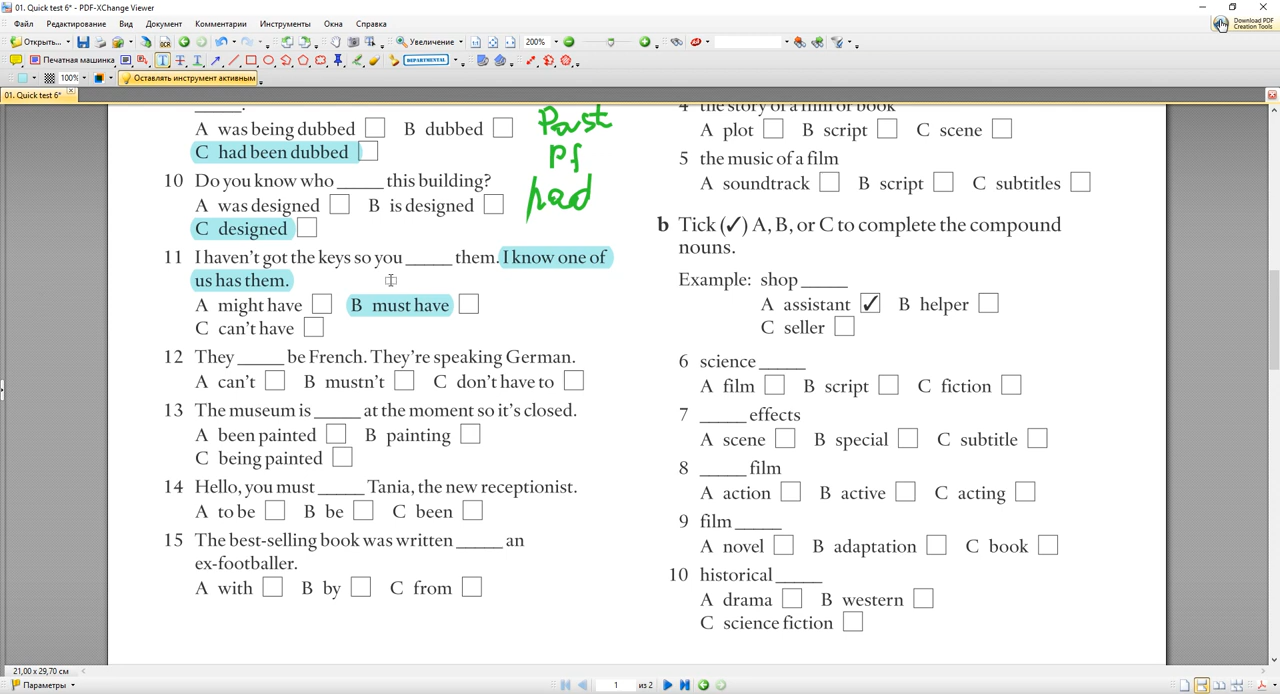 01. Quick test 6* - PDF-XChange Viewer
Файл Редактирование Вид Документ Комментарии Инструменты Окна Справка
Открыть... OCR Увеличение 200% Download PDF Creation Tools
Печатная машинка DEPARTMENTAL
100% Оставлять инструмент активным
01. Quick test 6*
_____.
A was being dubbed B dubbed
C had been dubbed
Past
Pf
had
10 Do you know who _____ this building?
A was designed B is designed
C designed
11 I haven't got the keys so you _____ them. I know one of
us has them.
A might have B must have
C can't have
12 They _____ be French. They're speaking German.
A can't B mustn't C don't have to
13 The museum is _____ at the moment so it's closed.
A been painted B painting
C being painted
14 Hello, you must _____ Tania, the new receptionist.
A to be B be C been
15 The best-selling book was written _____ an
ex-footballer.
A with B by C from
4 the story of a film or book
A plot B script C scene
5 the music of a film
A soundtrack B script C subtitles
b Tick (✓) A, B, or C to complete the compound
nouns.
Example: shop _____
A assistant ✓ B helper
C seller
6 science _____
A film B script C fiction
7 _____ effects
A scene B special C subtitle
8 _____ film
A action B active C acting
9 film _____
A novel B adaptation C book
10 historical _____
A drama B western
C science fiction
21,00 x 29,70 см
Параметры 1 из 2